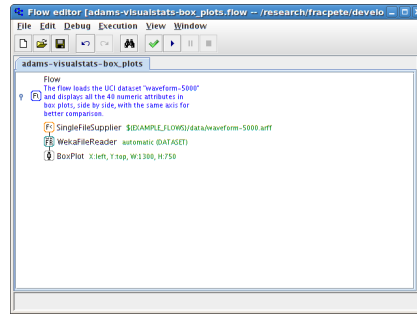 Flow editor [adams-visualstats-box_plots.flow -- /research/fracpete/develo
File Edit Debug Execution View Window
adams-visualstats-box_plots
Flow
The flow loads the UCI dataset "waveform-5000"
and displays all the 40 numeric attributes in
box plots, side by side, with the same axis for
better comparison.
SingleFileSupplier ${EXAMPLE_FLOWS}/data/waveform-5000.arff
WekaFileReader automatic (DATASET)
BoxPlot X:left, Y:top, W:1300, H:750